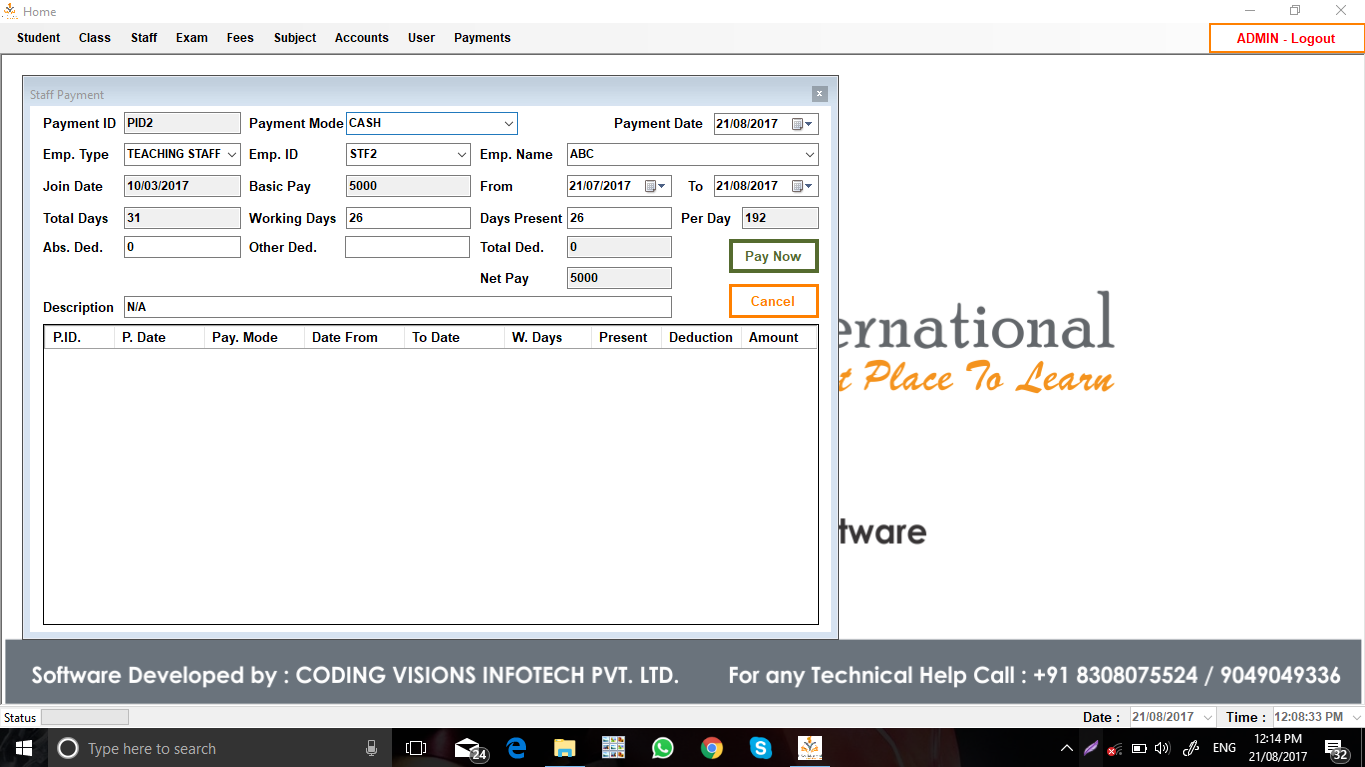 Home
Student Class Staff Exam Fees Subject Accounts User Payments ADMIN - Logout
Staff Payment x
Payment ID PID2 Payment Mode CASH Payment Date 21/08/2017
Emp. Type TEACHING STAFF Emp. ID STF2 Emp. Name ABC
Join Date 10/03/2017 Basic Pay 5000 From 21/07/2017 To 21/08/2017
Total Days 31 Working Days 26 Days Present 26 Per Day 192
Abs. Ded. 0 Other Ded. Total Ded. 0
Pay Now
Net Pay 5000
Cancel
Description N/A
P.ID. P. Date Pay. Mode Date From To Date W. Days Present Deduction Amount
ernational
t Place To Learn
tware
Software Developed by : CODING VISIONS INFOTECH PVT. LTD. For any Technical Help Call : +91 8308075524 / 9049049336
Status Date : 21/08/2017 Time : 12:08:33 PM
Type here to search 24 ENG 12:14 PM 32
21/08/2017